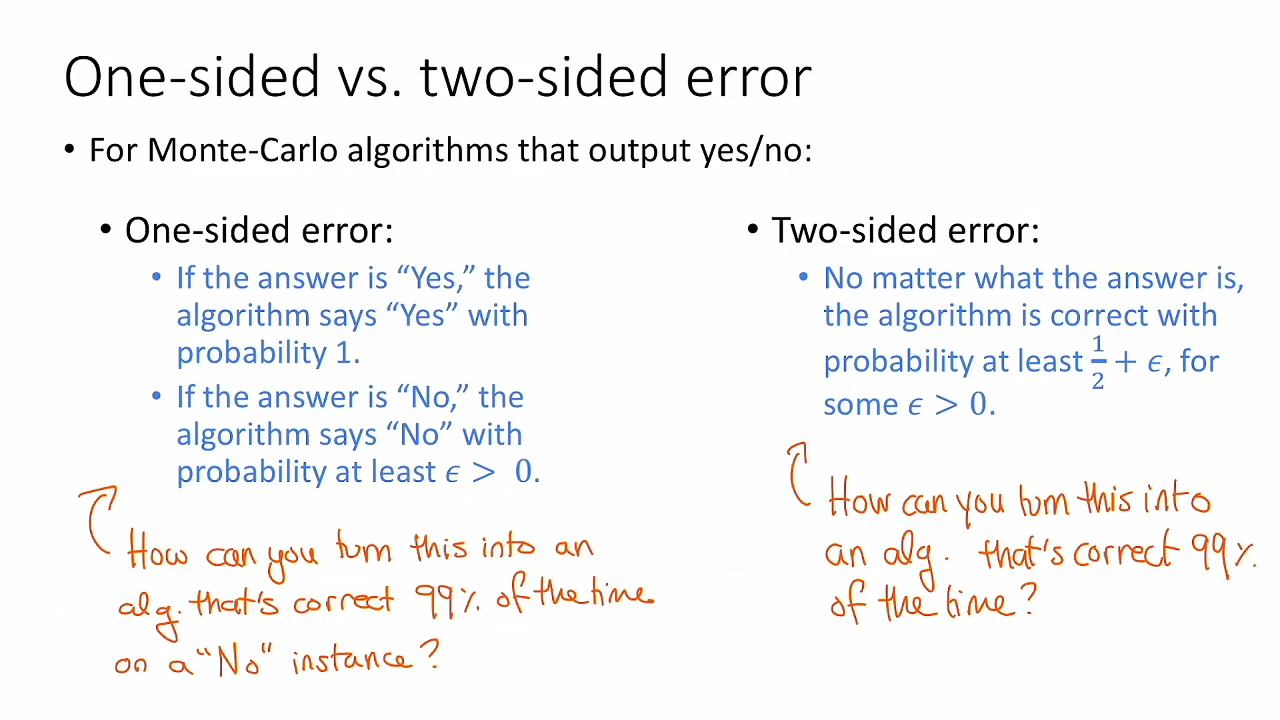 One-sided vs. two-sided error
• For Monte-Carlo algorithms that output yes/no:
• One-sided error:
• If the answer is “Yes,” the
algorithm says “Yes” with
probability 1.
• If the answer is “No,” the
algorithm says “No” with
probability at least ϵ > 0.
How can you turn this into an
alg. that's correct 99% of the time
on a "No" instance?
• Two-sided error:
• No matter what the answer is,
the algorithm is correct with
probability at least 1/2 + ϵ, for
some ϵ > 0.
How can you turn this into
an alg. that's correct 99%
of the time?